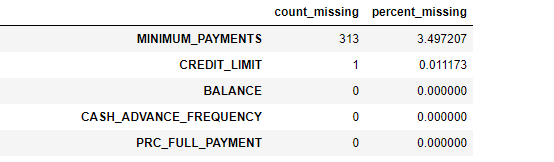 count_missing percent_missing
MINIMUM_PAYMENTS 313 3.497207
CREDIT_LIMIT 1 0.011173
BALANCE 0 0.000000
CASH_ADVANCE_FREQUENCY 0 0.000000
PRC_FULL_PAYMENT 0 0.000000